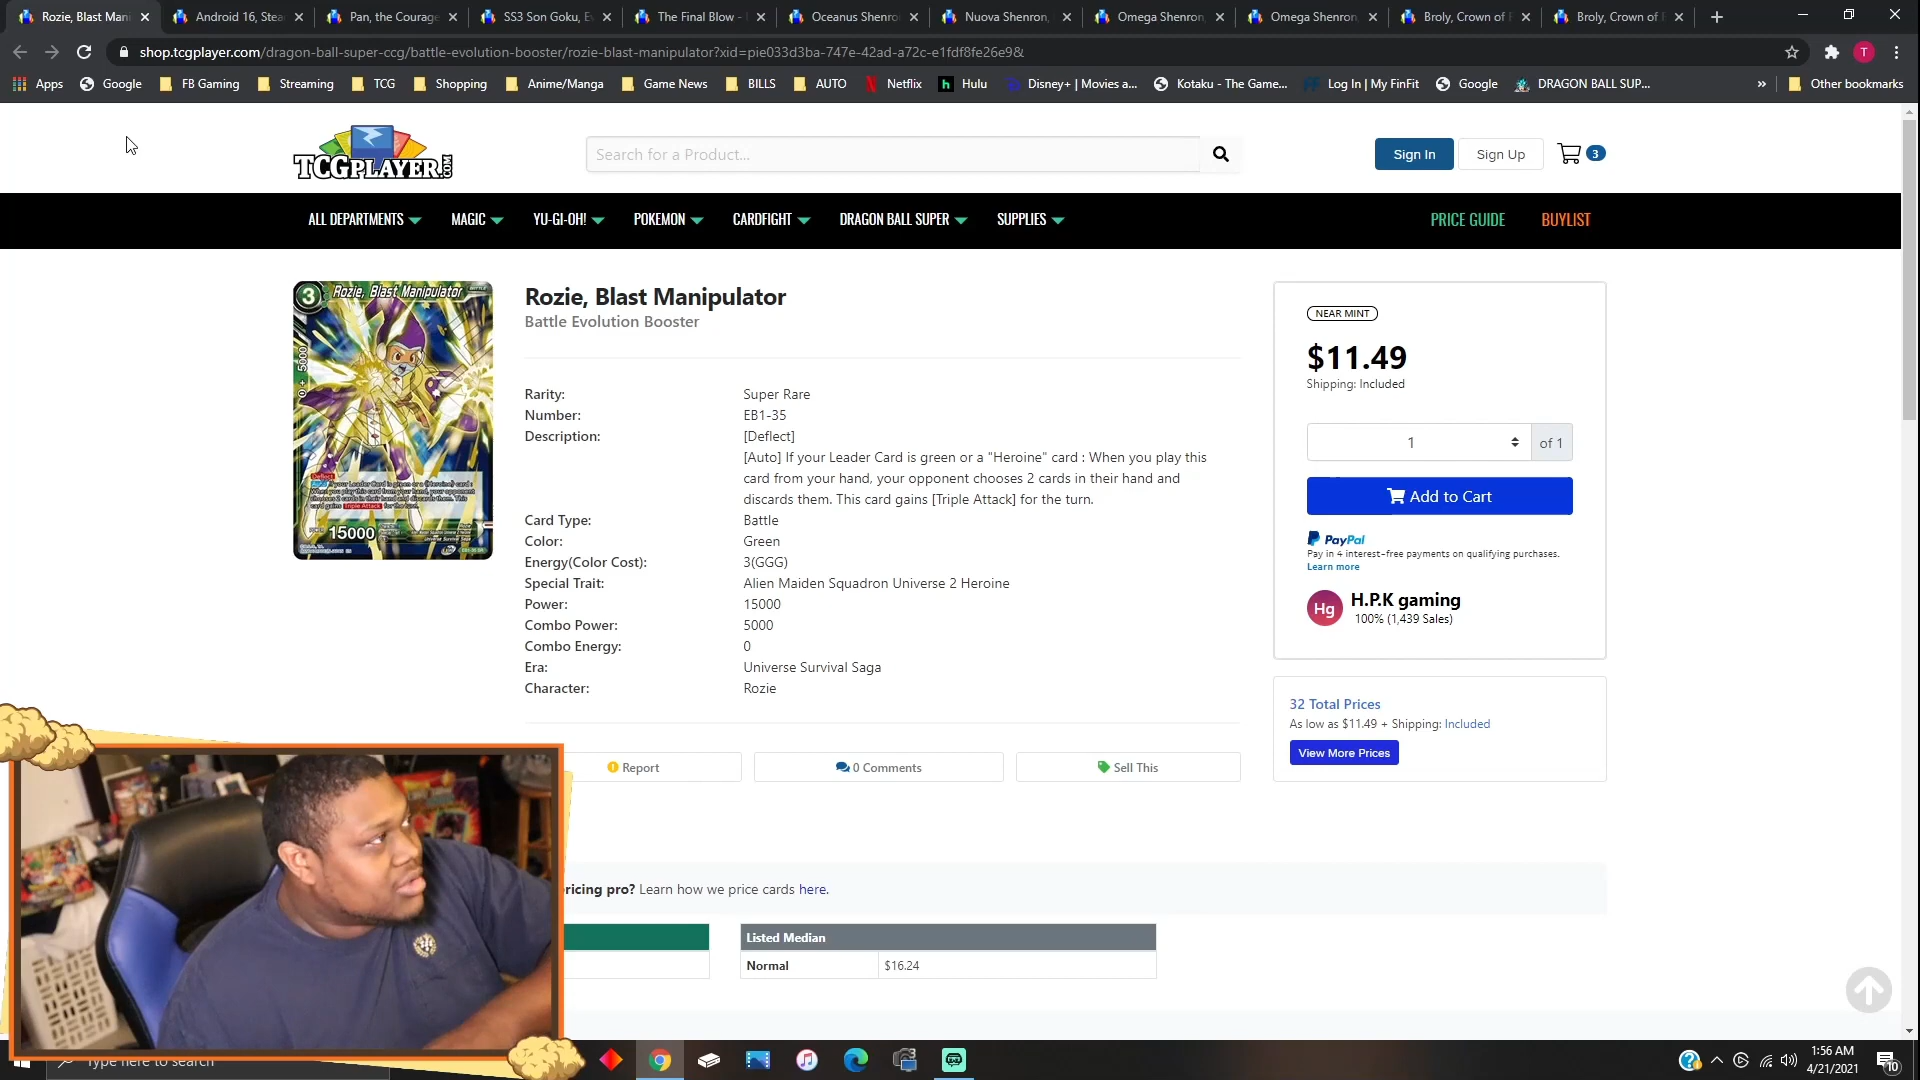 Rozie, Blast Mani
Android 16, Stea
Pan, the Courage
SS3 Son Goku, E
The Final Blow -
Oceanus Shenro
Nuova Shenron,
Omega Shenron,
Omega Shenron,
Broly, Crown of
Broly, Crown of
shop.tcgplayer.com/dragon-ball-super-ccg/battle-evolution-booster/rozie-blast-manipulator?xid=pie033d3ba-747e-42ad-a72c-e1fdf8fe26e9&
T
Apps Google FB Gaming Streaming TCG Shopping Anime/Manga Game News BILLS AUTO Netflix Hulu Disney+ | Movies a... Kotaku - The Game... Log In | My FinFit Google DRAGON BALL SUP... » Other bookmarks
TCGPLAYER.COM
Search for a Product...
Sign In
Sign Up
3
ALL DEPARTMENTS MAGIC YU-GI-OH! POKEMON CARDFIGHT DRAGON BALL SUPER SUPPLIES PRICE GUIDE BUYLIST
3 Rozie, Blast Manipulator
15000
Rozie, Blast Manipulator
Battle Evolution Booster
Rarity: Super Rare
Number: EB1-35
Description: [Deflect]
[Auto] If your Leader Card is green or a "Heroine" card : When you play this
card from your hand, your opponent chooses 2 cards in their hand and
discards them. This card gains [Triple Attack] for the turn.
Card Type: Battle
Color: Green
Energy(Color Cost): 3(GGG)
Special Trait: Alien Maiden Squadron Universe 2 Heroine
Power: 15000
Combo Power: 5000
Combo Energy: 0
Era: Universe Survival Saga
Character: Rozie
Report
0 Comments
Sell This
NEAR MINT
$11.49
Shipping: Included
1 of 1
Add to Cart
PayPal
Pay in 4 interest-free payments on qualifying purchases.
Learn more
Hg H.P.K gaming
100% (1,439 Sales)
32 Total Prices
As low as $11.49 + Shipping: Included
View More Prices
ricing pro? Learn how we price cards here.
Listed Median
Normal $16.24
Type here to search
1:56 AM
4/21/2021
10